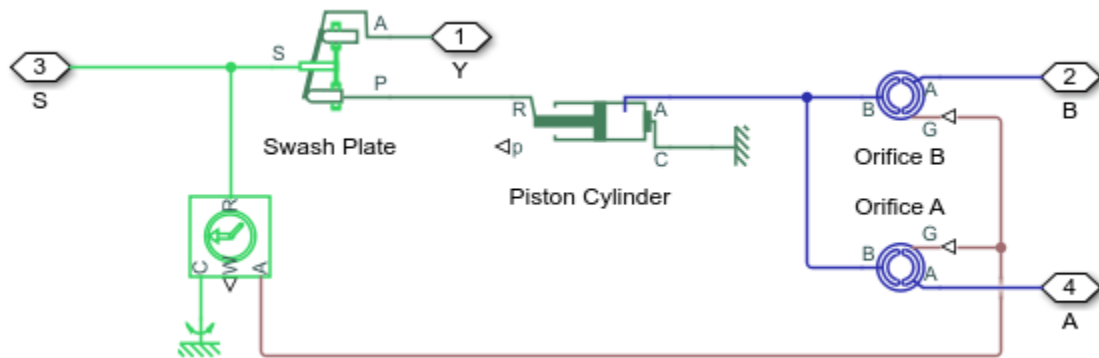 3
S
S
A
1
Y
P
Swash Plate
R
p
A
C
Piston Cylinder
B
A
G
2
B
Orifice B
Orifice A
G
B
A
4
A
R
C
W
A